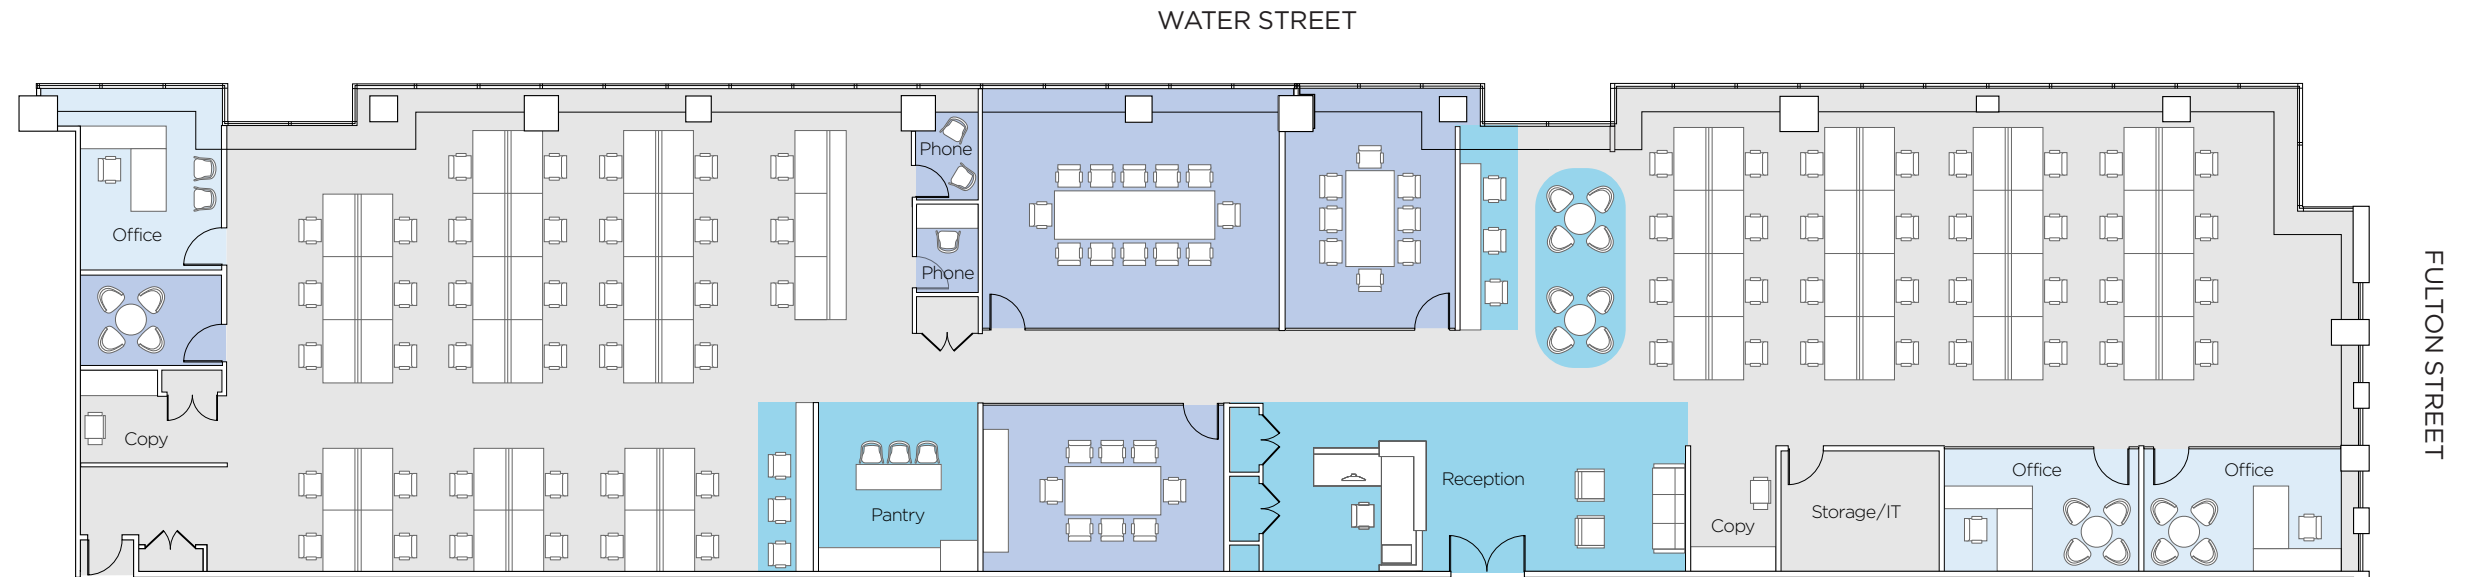 WATER STREET
FULTON STREET
Phone
Office
Phone
Copy
Pantry
Reception
Copy
Storage/IT
Office
Office